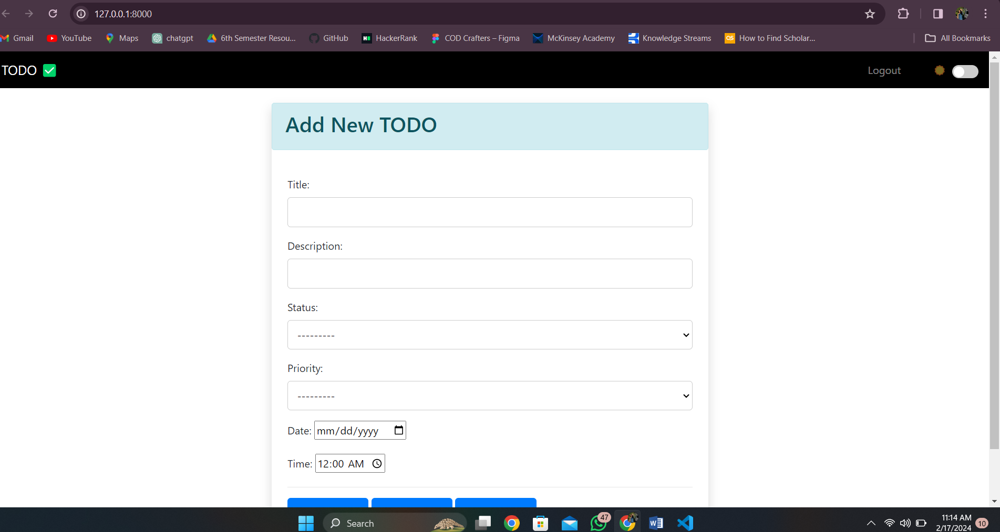 127.0.0.1:8000
Gmail YouTube Maps chatgpt 6th Semester Resou... GitHub HackerRank COD Crafters – Figma McKinsey Academy QS Knowledge Streams How to Find Scholar... All Bookmarks
TODO Logout
Add New TODO
Title:
Description:
Status:
---------
Priority:
---------
Date: mm/dd/yyyy
Time: 12:00 AM
Search 47 11:14 AM
2/17/2024 10